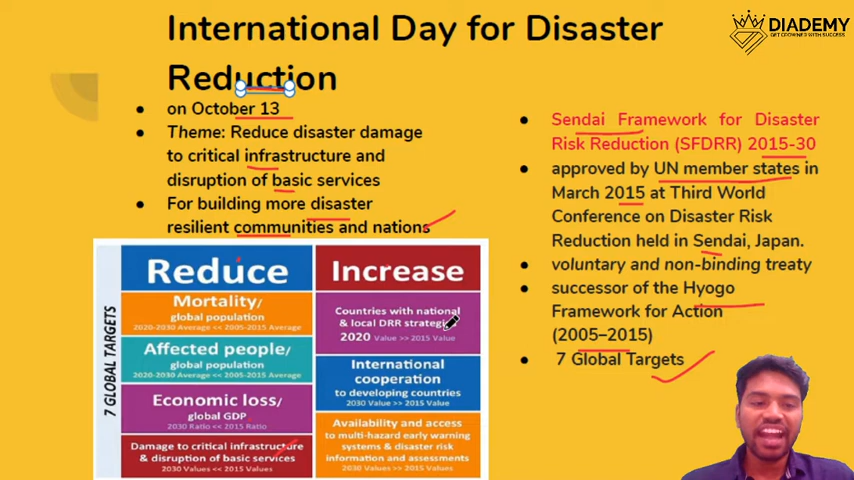 International Day for Disaster
Reduction
DIADEMY
GET CROWNED WITH SUCCESS
• on October 13
• Theme: Reduce disaster damage
to critical infrastructure and
disruption of basic services
• For building more disaster
resilient communities and nations
• Sendai Framework for Disaster
Risk Reduction (SFDRR) 2015-30
• approved by UN member states in
March 2015 at Third World
Conference on Disaster Risk
Reduction held in Sendai, Japan.
• voluntary and non-binding treaty
• successor of the Hyogo
Framework for Action
(2005–2015)
• 7 Global Targets
7 GLOBAL TARGETS
Reduce
Mortality/
global population
2020-2030 Average << 2005-2015 Average
Affected people/
global population
2020-2030 Average << 2005-2015 Average
Economic loss/
global GDP
2030 Ratio << 2015 Ratio
Damage to critical infrastructure
& disruption of basic services
2030 Values << 2015 Values
Increase
Countries with national
& local DRR strategies
2020 Value >> 2015 Value
International
cooperation
to developing countries
2030 Value >> 2015 Value
Availability and access
to multi-hazard early warning
systems & disaster risk
information and assessments
2030 Values >> 2015 Values